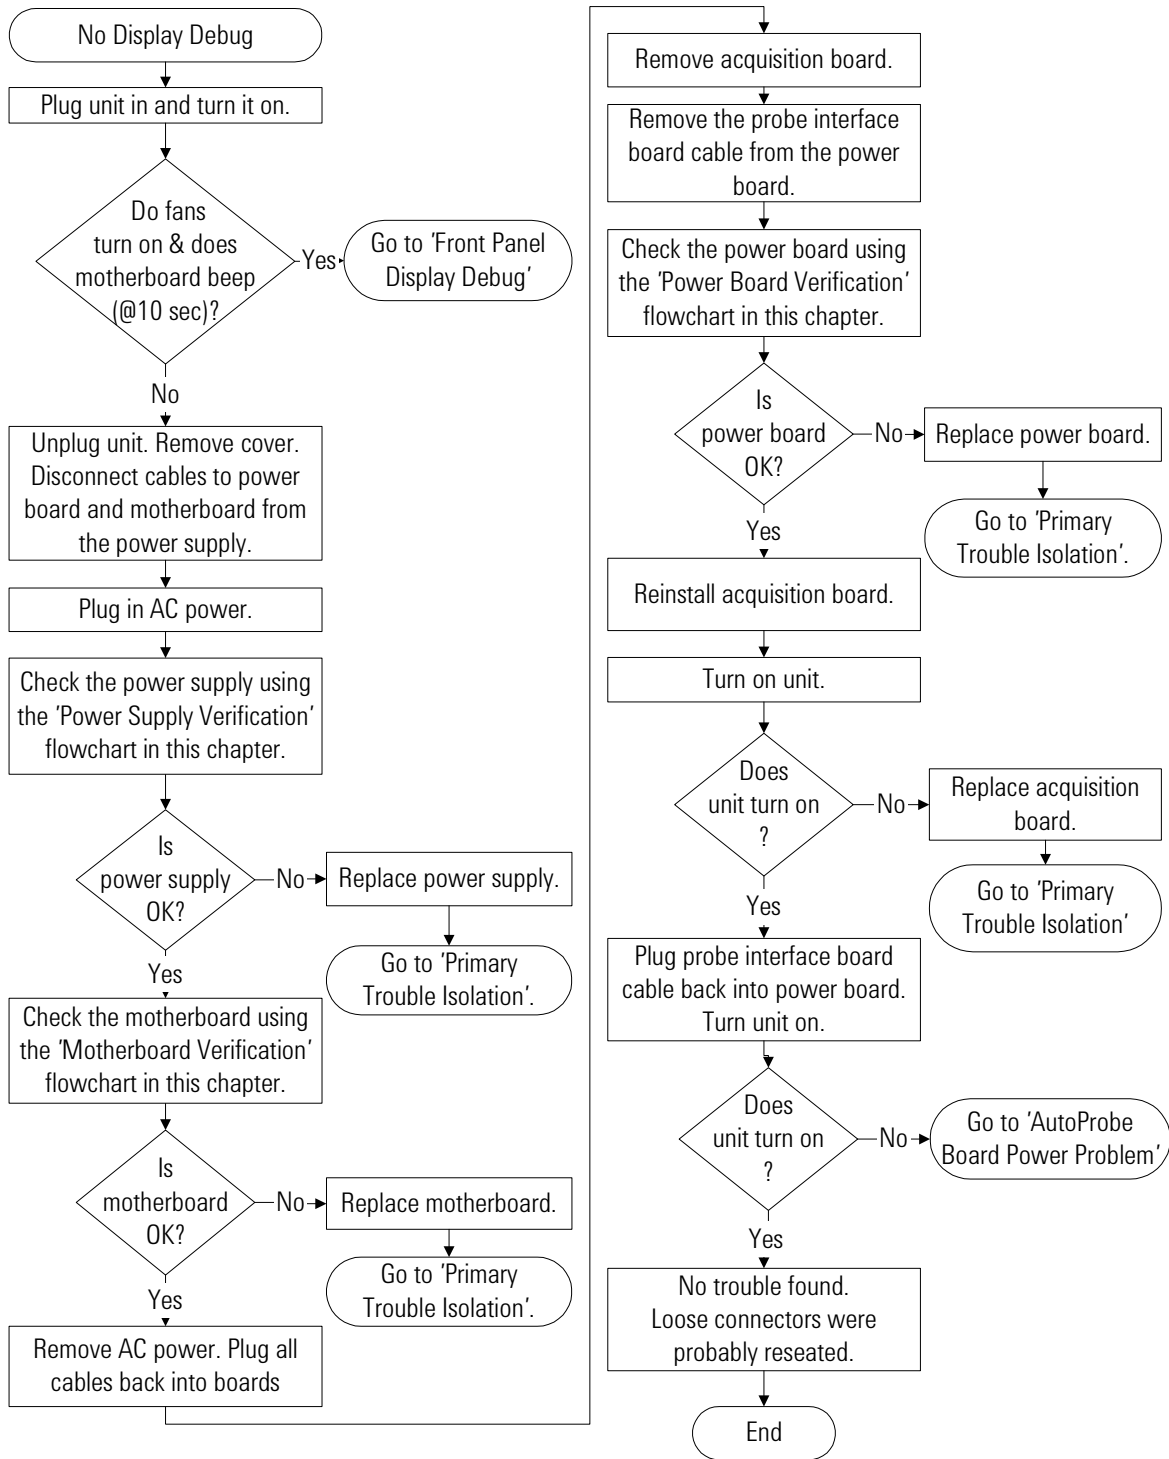 No Display Debug
Plug unit in and turn it on.
Do fans
turn on & does
motherboard beep
(@10 sec)?
Yes
Go to 'Front Panel
Display Debug'
No
Unplug unit. Remove cover.
Disconnect cables to power
board and motherboard from
the power supply.
Plug in AC power.
Check the power supply using
the 'Power Supply Verification'
flowchart in this chapter.
Is
power supply
OK?
No
Replace power supply.
Go to 'Primary
Trouble Isolation'.
Yes
Check the motherboard using
the 'Motherboard Verification'
flowchart in this chapter.
Is
motherboard
OK?
No
Replace motherboard.
Go to 'Primary
Trouble Isolation'.
Yes
Remove AC power. Plug all
cables back into boards
Remove acquisition board.
Remove the probe interface
board cable from the power
board.
Check the power board using
the 'Power Board Verification'
flowchart in this chapter.
Is
power board
OK?
No
Replace power board.
Go to 'Primary
Trouble Isolation'.
Yes
Reinstall acquisition board.
Turn on unit.
Does
unit turn on
?
No
Replace acquisition
board.
Go to 'Primary
Trouble Isolation'
Yes
Plug probe interface board
cable back into power board.
Turn unit on.
Does
unit turn on
?
No
Go to 'AutoProbe
Board Power Problem'
Yes
No trouble found.
Loose connectors were
probably reseated.
End